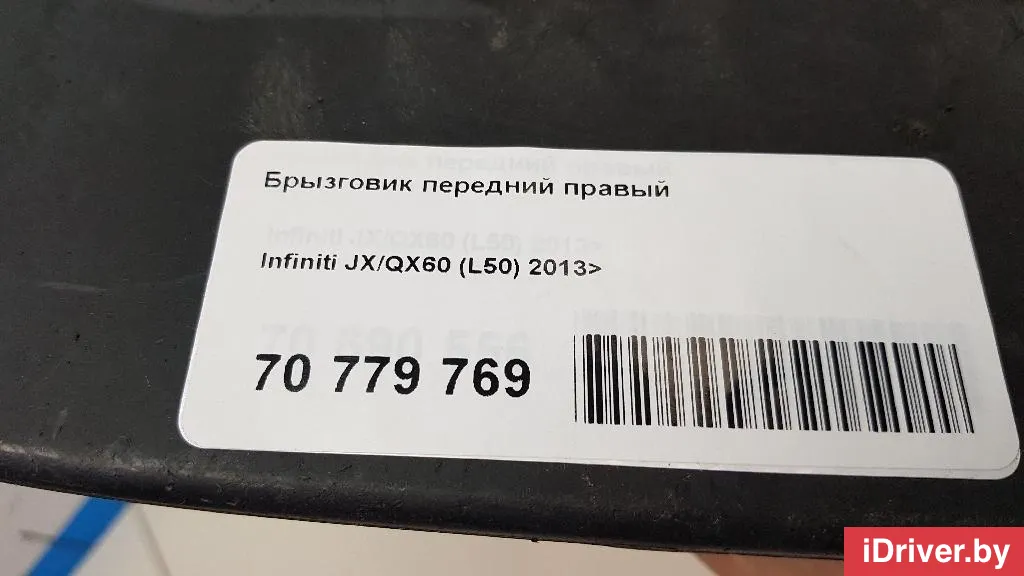 Брызговик передний правый
Infiniti JX/QX60 (L50) 2013>
70 779 769
iDriver.by